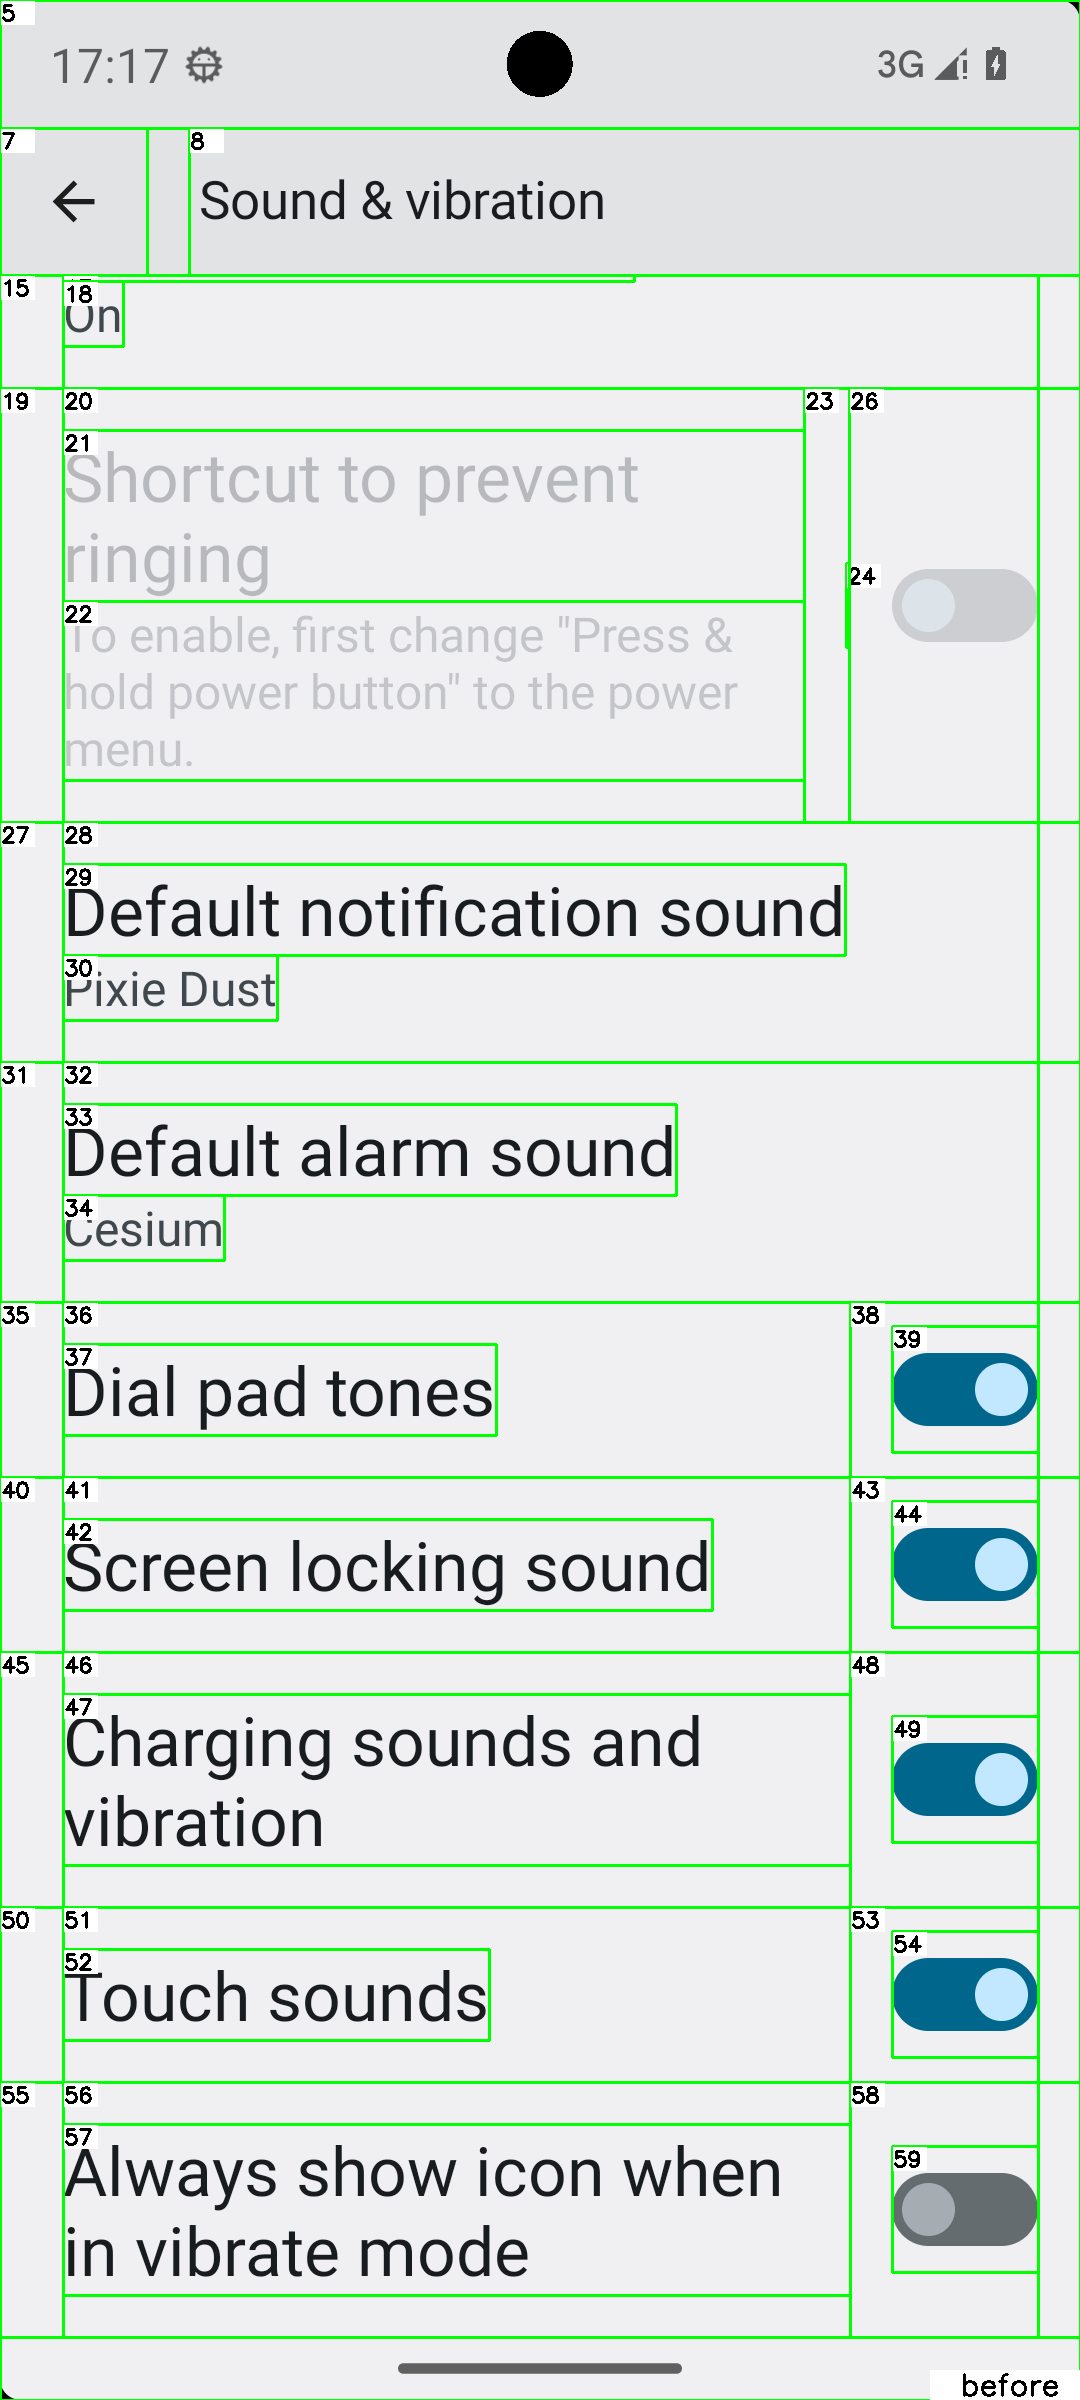 5
17:17
3G
7
8
Sound & vibration
15
18
On
19
20
23
26
21
Shortcut to prevent
ringing
24
22
To enable, first change "Press &
hold power button" to the power
menu.
27
28
29
Default notification sound
30
Pixie Dust
31
32
33
Default alarm sound
34
Cesium
35
36
38
37
Dial pad tones
39
40
41
43
42
Screen locking sound
44
45
46
48
47
Charging sounds and
vibration
49
50
51
53
52
Touch sounds
54
55
56
58
57
Always show icon when
in vibrate mode
59
before